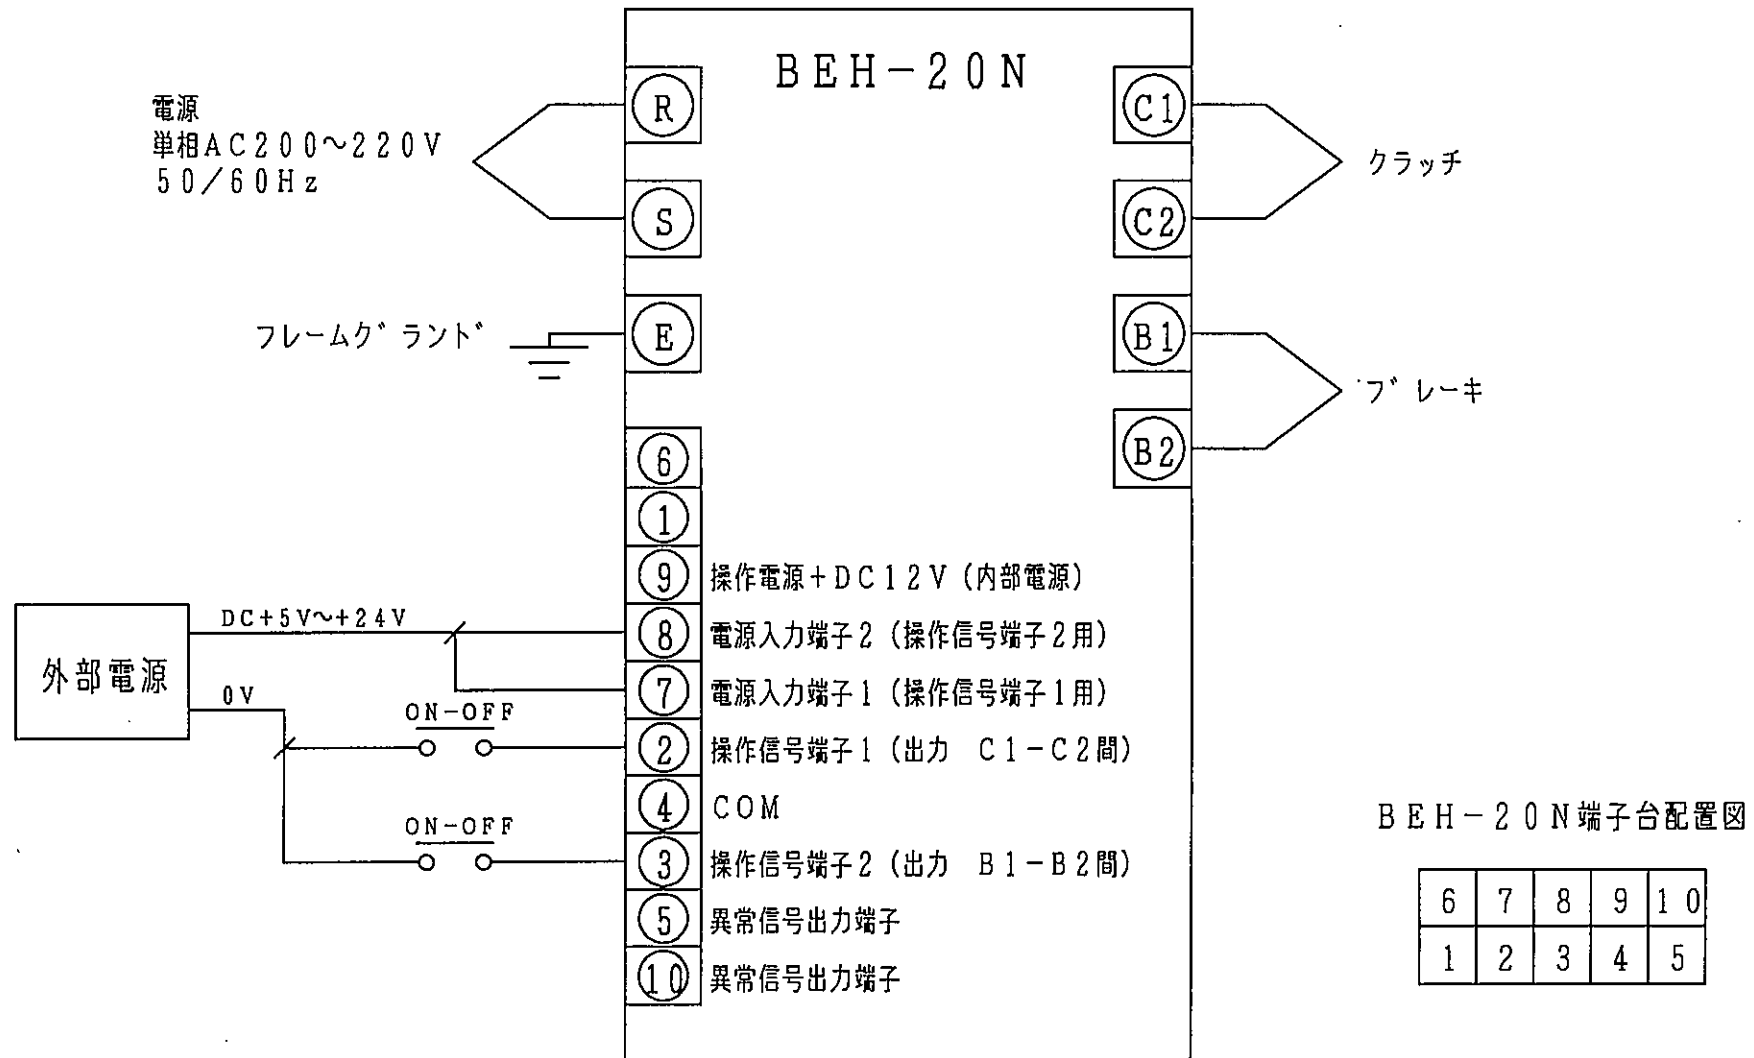 BEH-20N
電源
単相AC200~220V
50/60Hz
R
S
フレームグランド
E
C1
C2
クラッチ
B1
B2
ブレーキ
6
1
9 操作電源+DC12V(内部電源)
8 電源入力端子2(操作信号端子2用)
7 電源入力端子1(操作信号端子1用)
2 操作信号端子1(出力 C1-C2間)
4 COM
3 操作信号端子2(出力 B1-B2間)
5 異常信号出力端子
10 異常信号出力端子
外部電源
DC+5V~+24V
0V
ON-OFF
ON-OFF
BEH-20N端子台配置図
6 7 8 9 10
1 2 3 4 5